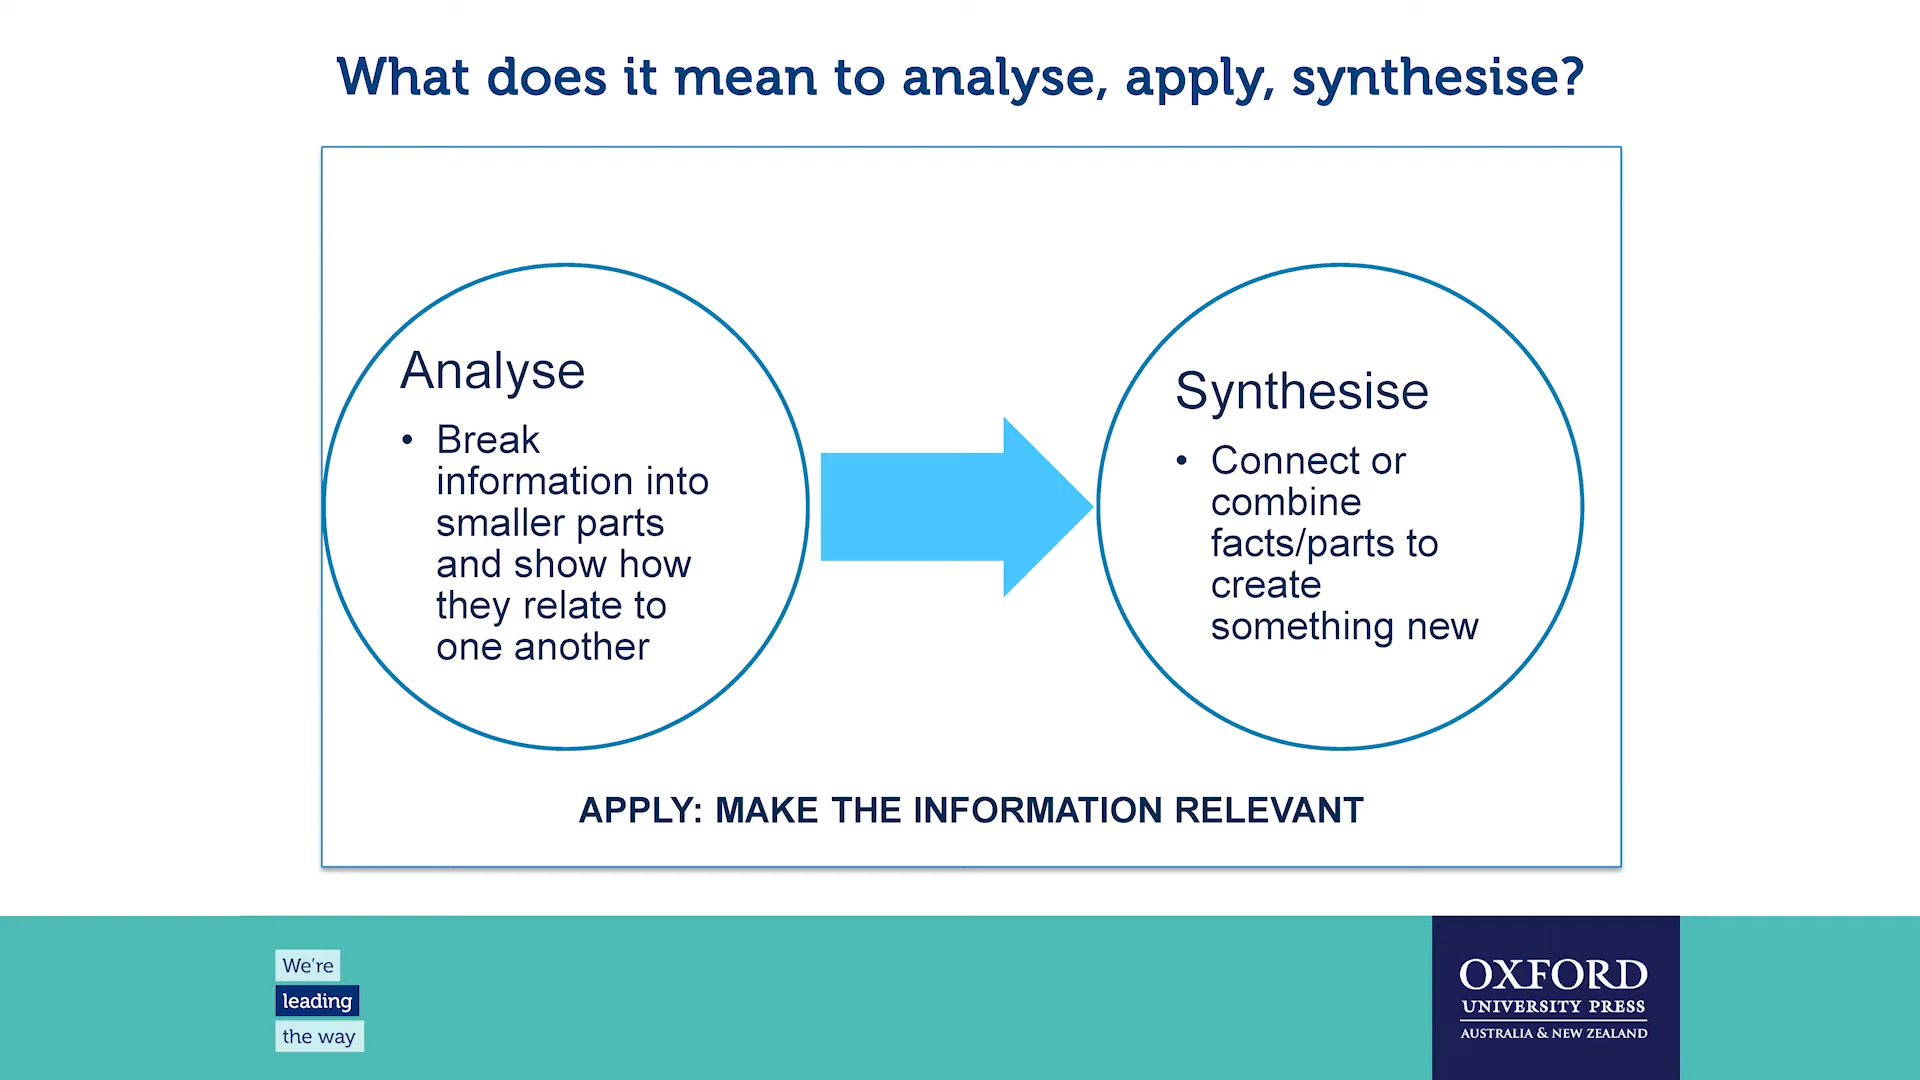 What does it mean to analyse, apply, synthesise?
Analyse
• Break
information into
smaller parts
and show how
they relate to
one another
Synthesise
• Connect or
combine
facts/parts to
create
something new
APPLY: MAKE THE INFORMATION RELEVANT
We're
leading
the way
OXFORD
UNIVERSITY PRESS
AUSTRALIA & NEW ZEALAND